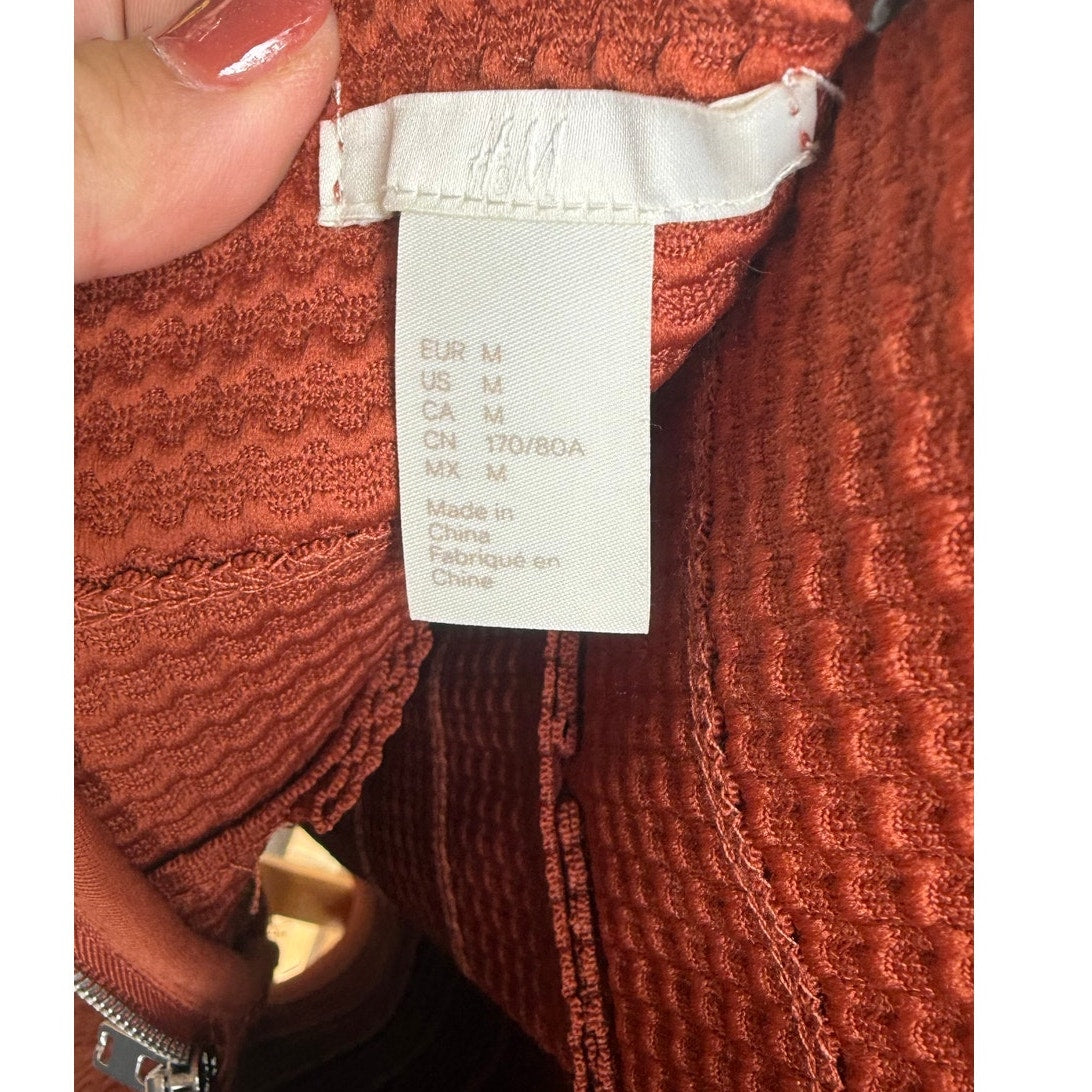 H&M
EUR M
US M
CA M
CN 170/80A
MX M
Made in
China
Fabriqué en
Chine